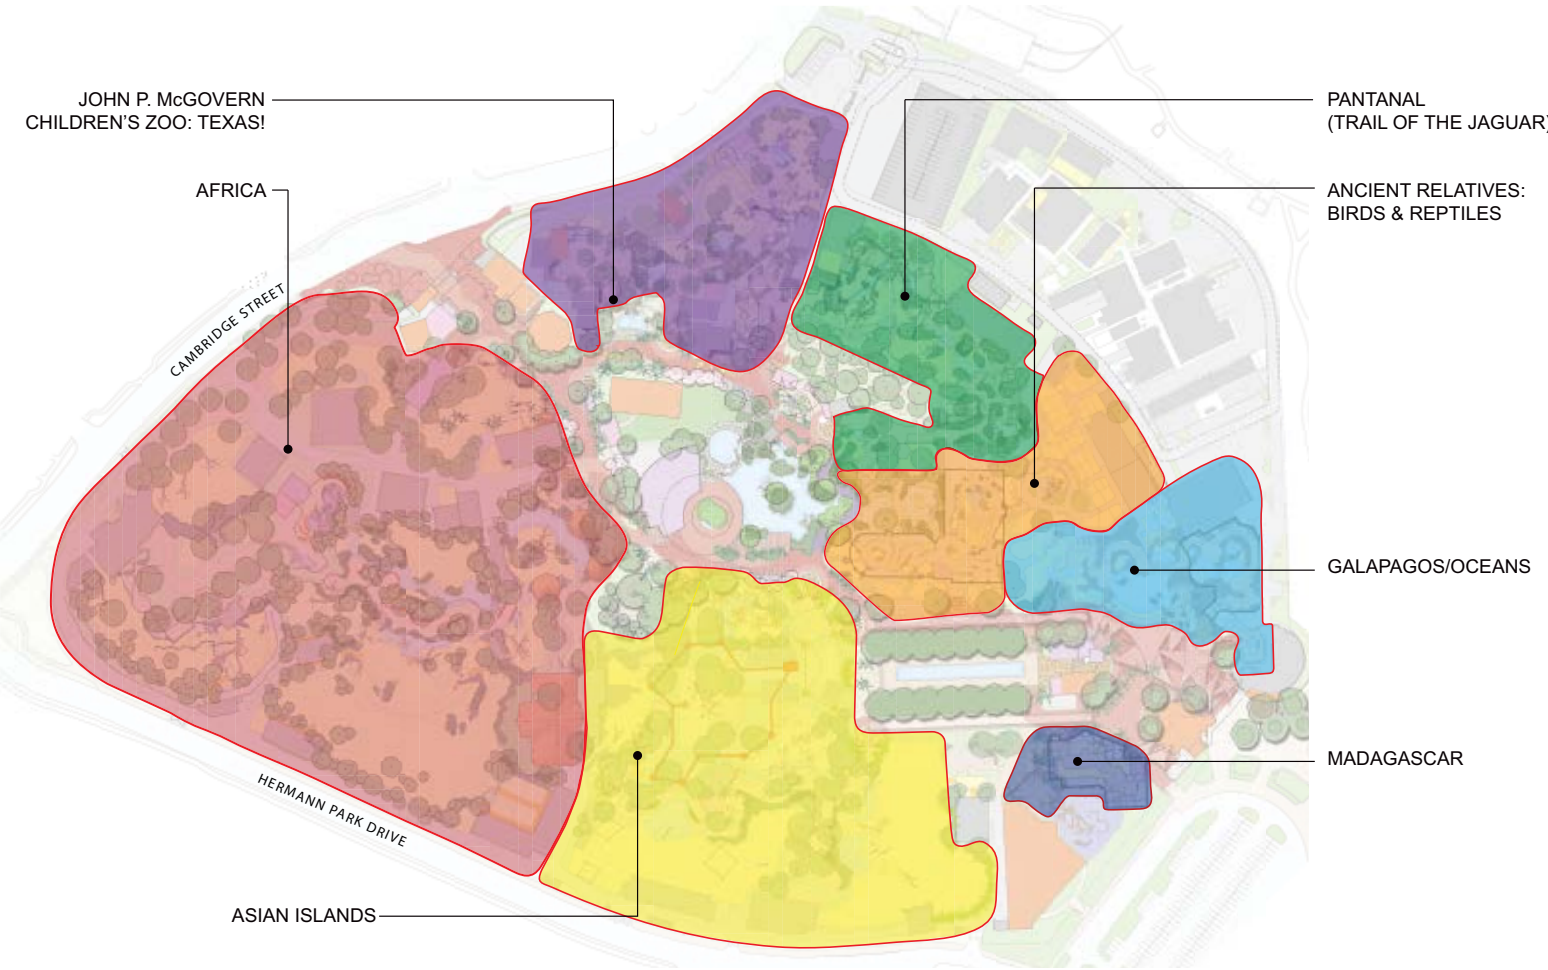 JOHN P. McGOVERN
CHILDREN'S ZOO: TEXAS!
AFRICA
CAMBRIDGE STREET
HERMANN PARK DRIVE
ASIAN ISLANDS
PANTANAL
(TRAIL OF THE JAGUAR)
ANCIENT RELATIVES:
BIRDS & REPTILES
GALAPAGOS/OCEANS
MADAGASCAR